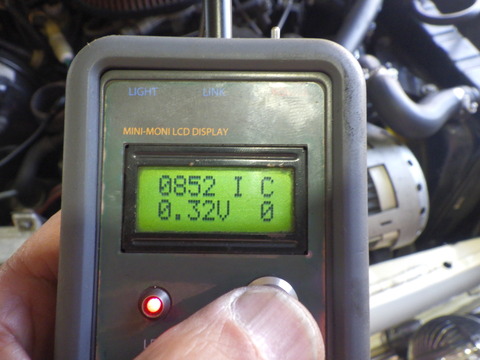 LIGHT LINK
MINI-MONI LCD DISPLAY
0852 I C
0.32V 0